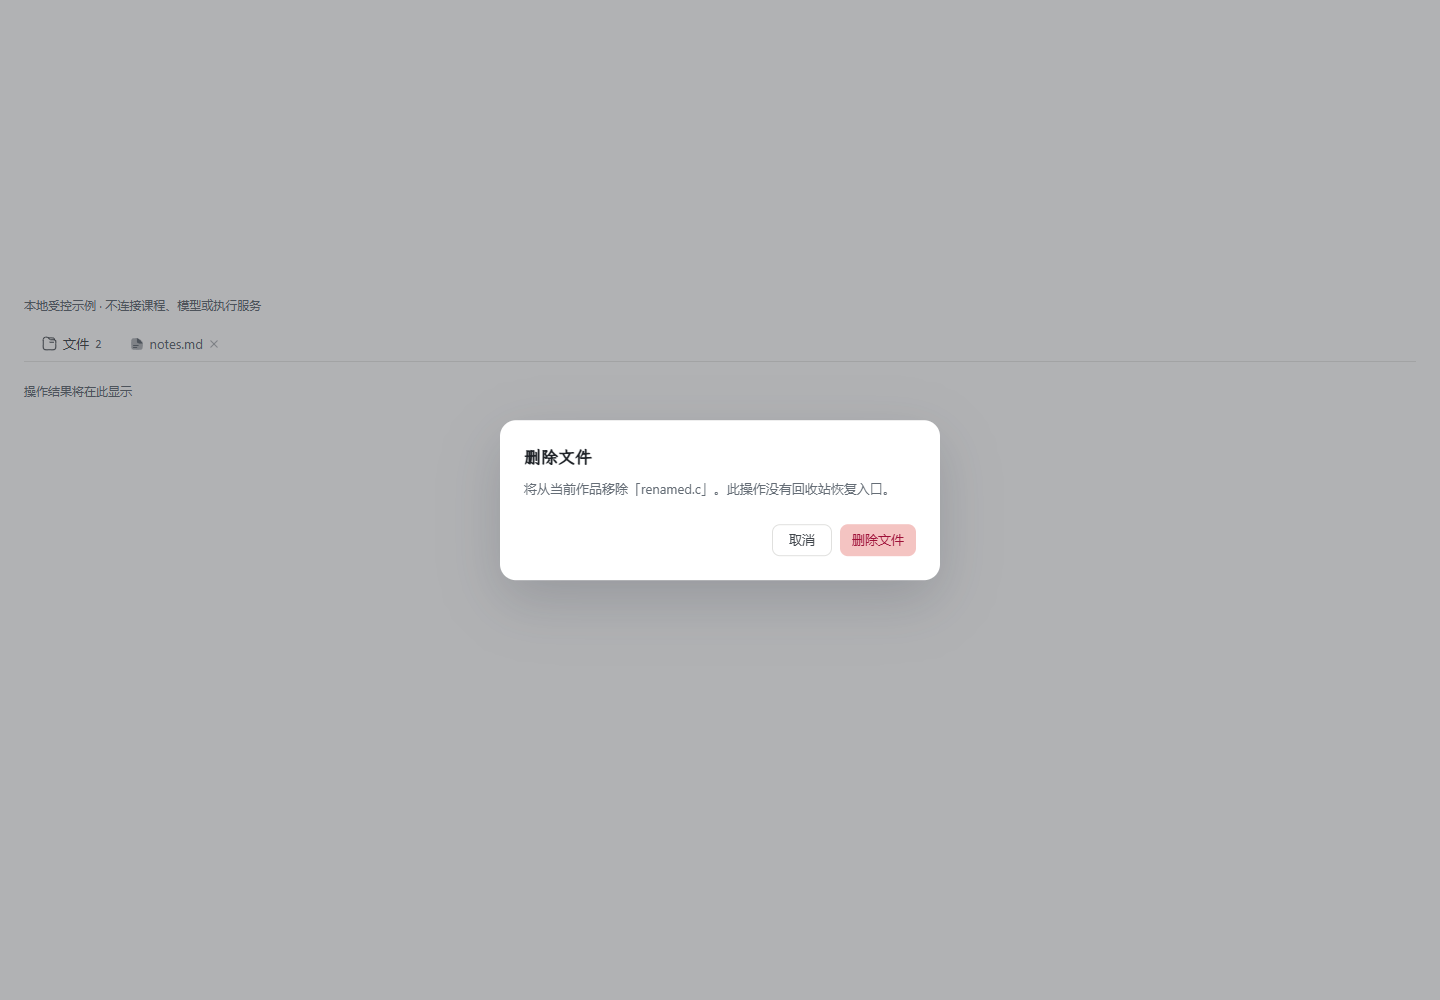 本地受控示例 · 不连接课程、模型或执行服务
文件 2 notes.md ×
操作结果将在此显示
删除文件
将从当前作品移除「renamed.c」。此操作没有回收站恢复入口。
取消 删除文件